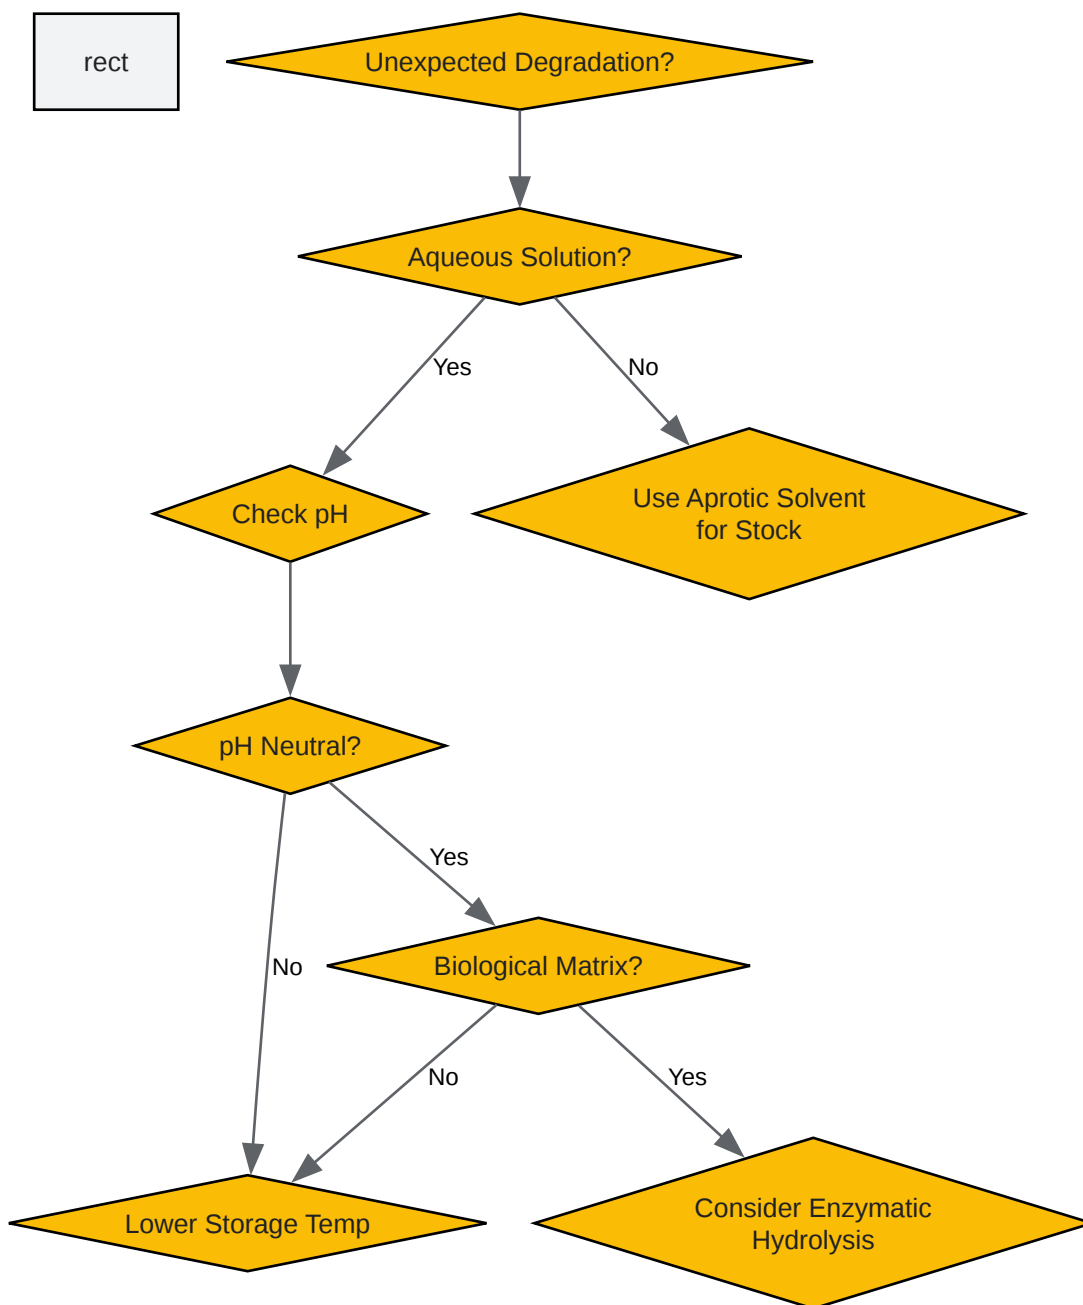 rect
Unexpected Degradation?
Aqueous Solution?
Yes
No
Check pH
Use Aprotic Solvent
for Stock
pH Neutral?
Yes
No
Biological Matrix?
No
Yes
Lower Storage Temp
Consider Enzymatic
Hydrolysis